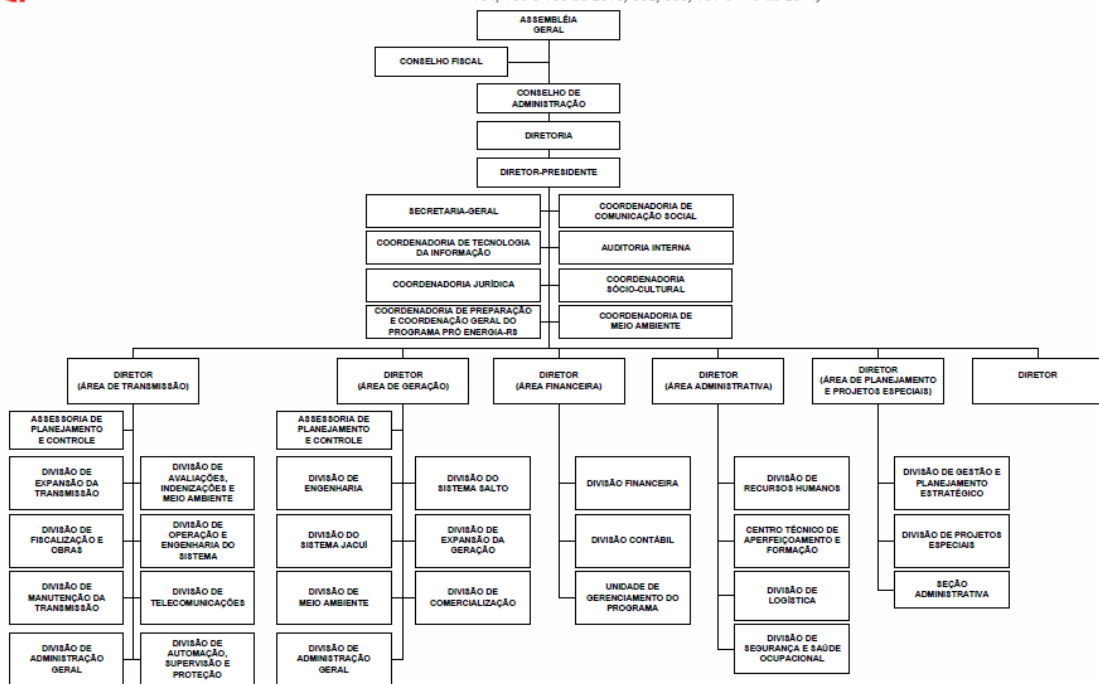 ASSEMBLÉIA
GERAL
CONSELHO FISCAL
CONSELHO DE
ADMINISTRAÇÃO
DIRETORIA
DIRETOR-PRESIDENTE
SECRETARIA-GERAL
COORDENADORIA DE
COMUNICAÇÃO SOCIAL
COORDENADORIA DE TECNOLOGIA
DA INFORMAÇÃO
AUDITORIA INTERNA
COORDENADORIA JURÍDICA
COORDENADORIA
SÓCIO-CULTURAL
COORDENADORIA DE PREPARAÇÃO
E COORDENAÇÃO GERAL DO
PROGRAMA PRÓ ENERGIA-RS
COORDENADORIA DE
MEIO AMBIENTE
DIRETOR
(ÁREA DE TRANSMISSÃO)
DIRETOR
(ÁREA DE GERAÇÃO)
DIRETOR
(ÁREA FINANCEIRA)
DIRETOR
(ÁREA ADMINISTRATIVA)
DIRETOR
(ÁREA DE PLANEJAMENTO
E PROJETOS ESPECIAIS)
DIRETOR
ASSESSORIA DE
PLANEJAMENTO
E CONTROLE
ASSESSORIA DE
PLANEJAMENTO
E CONTROLE
DIVISÃO DE
EXPANSÃO DA
TRANSMISSÃO
DIVISÃO DE
AVALIAÇÕES,
INDENIZAÇÕES E
MEIO AMBIENTE
DIVISÃO DE
ENGENHARIA
DIVISÃO DO
SISTEMA SALTO
DIVISÃO FINANCEIRA
DIVISÃO DE
RECURSOS HUMANOS
DIVISÃO DE GESTÃO E
PLANEJAMENTO
ESTRATÉGICO
DIVISÃO DE
FISCALIZAÇÃO E
OBRAS
DIVISÃO DE
OPERAÇÃO E
ENGENHARIA DO
SISTEMA
DIVISÃO DO
SISTEMA JACUÍ
DIVISÃO DE
EXPANSÃO DA
GERAÇÃO
DIVISÃO CONTÁBIL
CENTRO TÉCNICO DE
APERFEIÇOAMENTO E
FORMAÇÃO
DIVISÃO DE PROJETOS
ESPECIAIS
DIVISÃO DE
MANUTENÇÃO DA
TRANSMISSÃO
DIVISÃO DE
TELECOMUNICAÇÕES
DIVISÃO DE
MEIO AMBIENTE
DIVISÃO DE
COMERCIALIZAÇÃO
UNIDADE DE
GERENCIAMENTO DO
PROGRAMA
DIVISÃO DE
LOGÍSTICA
SEÇÃO
ADMINISTRATIVA
DIVISÃO DE
ADMINISTRAÇÃO
GERAL
DIVISÃO DE
AUTOMAÇÃO,
SUPERVISÃO E
PROTEÇÃO
DIVISÃO DE
ADMINISTRAÇÃO
GERAL
DIVISÃO DE
SEGURANÇA E SAÚDE
OCUPACIONAL